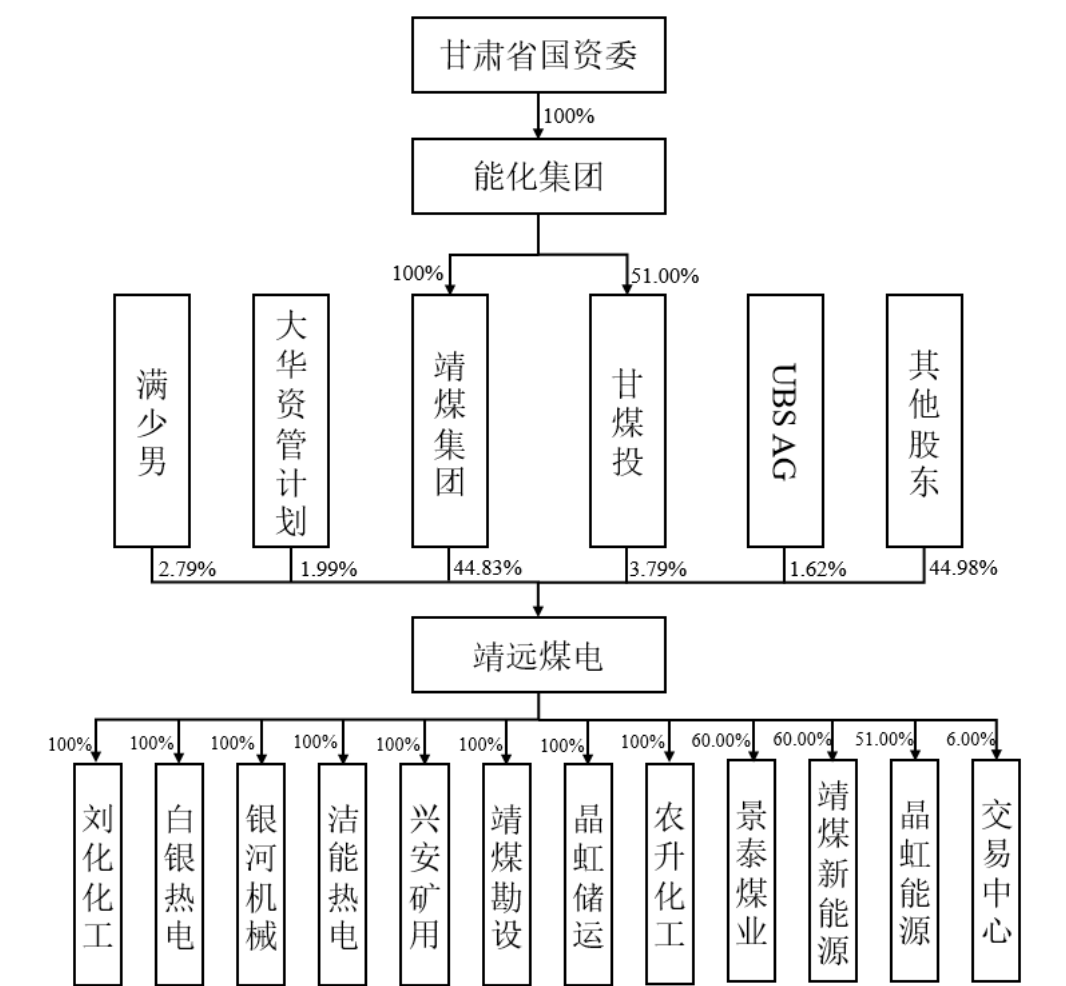 甘肃省国资委
100%
能化集团
100%
51.00%
满少男
大华资管计划
靖煤集团
甘煤投
UBS AG
其他股东
2.79%
1.99%
44.83%
3.79%
1.62%
44.98%
靖远煤电
100%
100%
100%
100%
100%
100%
100%
100%
60.00%
60.00%
51.00%
6.00%
刘化化工
白银热电
银河机械
洁能热电
兴安矿用
靖煤勘设
晶虹储运
农升化工
景泰煤业
靖煤新能源
晶虹能源
交易中心